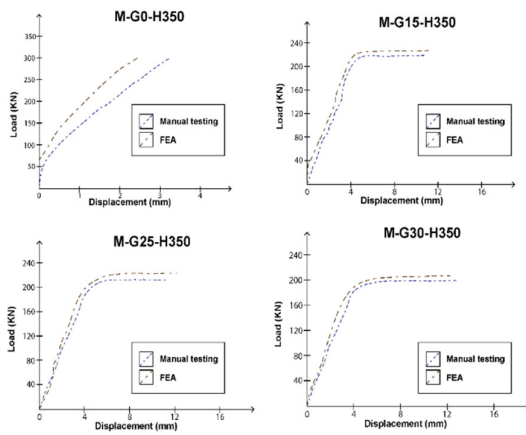 M-G0-H350
Load (KN)
350
300
250
200
150
100
50
0
1
2
3
4
Displacement (mm)
Manual testing
FEA
M-G15-H350
Load (KN)
240
200
160
120
80
40
0
4
8
12
16
Displacement (mm)
Manual testing
FEA
M-G25-H350
Load (KN)
240
200
160
120
80
40
0
4
8
12
16
Displacement (mm)
Manual testing
FEA
M-G30-H350
Load (KN)
240
200
160
120
80
40
0
4
8
12
16
Displacement (mm)
Manual testing
FEA